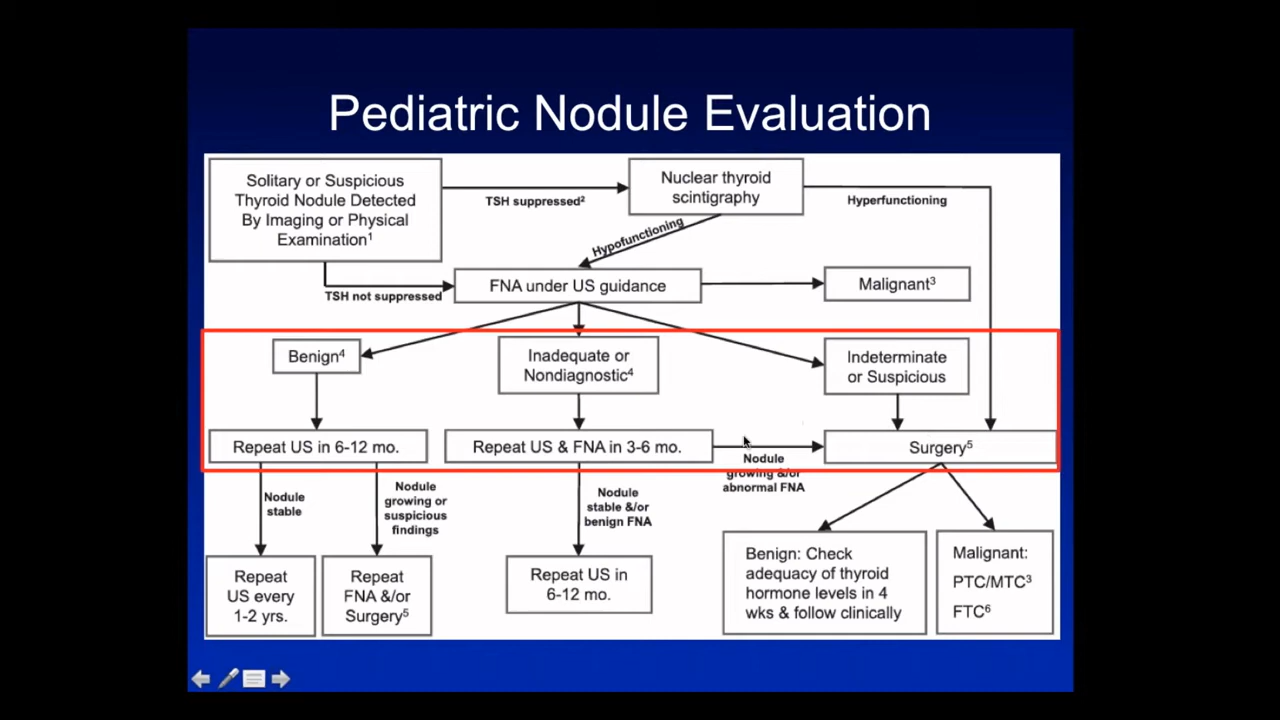 Pediatric Nodule Evaluation
Solitary or Suspicious
Thyroid Nodule Detected
By Imaging or Physical
Examination¹
TSH suppressed²
Nuclear thyroid
scintigraphy
Hyperfunctioning
Hypofunctioning
TSH not suppressed
FNA under US guidance
Malignant³
Benign⁴
Inadequate or
Nondiagnostic⁴
Indeterminate
or Suspicious
Repeat US in 6-12 mo.
Repeat US & FNA in 3-6 mo.
Nodule
growing &/or
abnormal FNA
Surgery⁵
Nodule
stable
Nodule
growing or
suspicious
findings
Nodule
stable &/or
benign FNA
Repeat
US every
1-2 yrs.
Repeat
FNA &/or
Surgery⁵
Repeat US in
6-12 mo.
Benign: Check
adequacy of thyroid
hormone levels in 4
wks & follow clinically
Malignant:
PTC/MTC³
FTC⁶